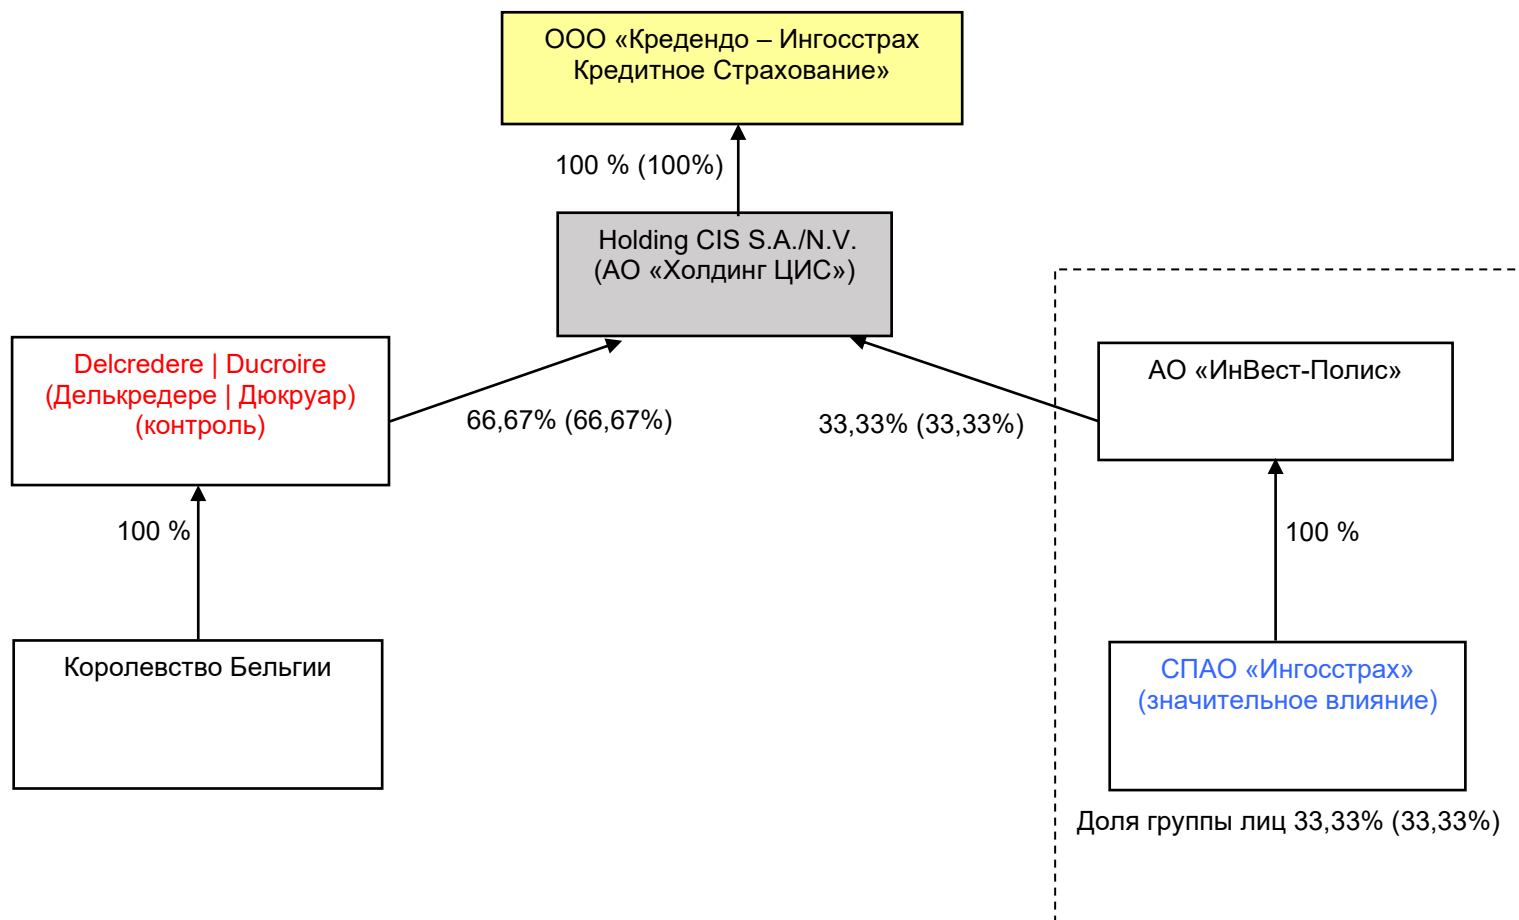 ООО «Кредендо – Ингосстрах
Кредитное Страхование»
100 % (100%)
Holding CIS S.A./N.V.
(АО «Холдинг ЦИС»)
Delcredere | Ducroire
(Делькредере | Дюкруар)
(контроль)
АО «ИнВест-Полис»
66,67% (66,67%)
33,33% (33,33%)
100 %
100 %
Королевство Бельгии
СПАО «Ингосстрах»
(значительное влияние)
Доля группы лиц 33,33% (33,33%)